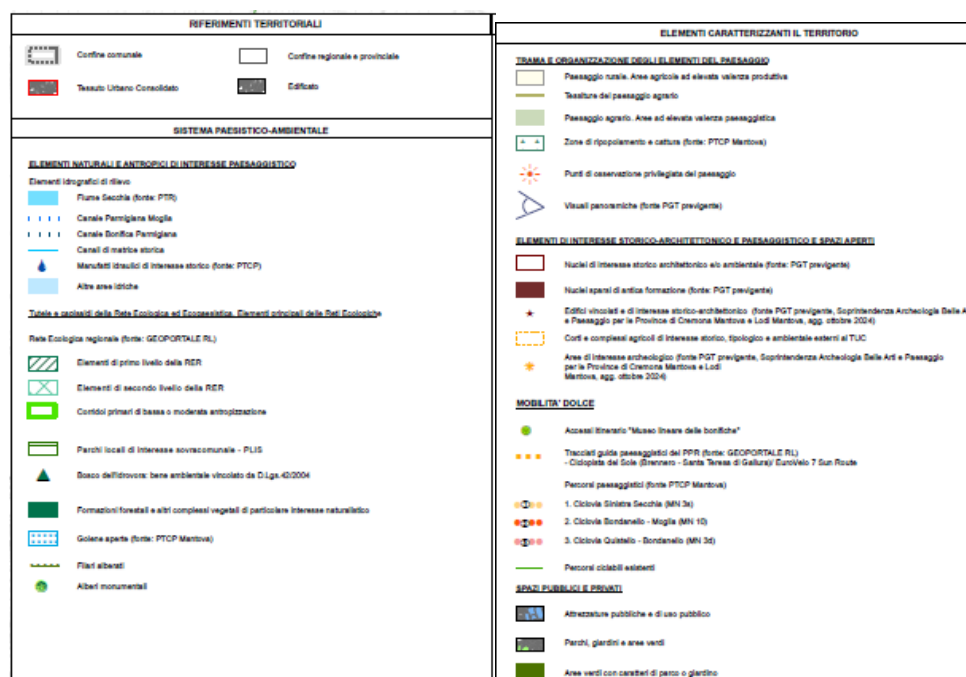 RIFERIMENTI TERRITORIALI
Confine comunale
Confine regionale e provinciale
Tessuto Urbano Consolidato
Edificato
SISTEMA PAESISTICO-AMBIENTALE
ELEMENTI NATURALI E ANTROPICI DI INTERESSE PAESAGGISTICO
Elementi idrografici di rilievo
Fiume Secchia (fonte: PTR)
Canale Parmigiana Moglia
Canale Bonifica Parmigiana
Canali di matrice storica
Manufatti idraulici di interesse storico (fonte: PTCP)
Altre aree idriche
Tutele e capisaldi della Rete Ecologica ed Ecopaesistica. Elementi principali delle Reti Ecologiche
Rete Ecologica regionale (fonte: GEOPORTALE RL)
Elementi di primo livello della RER
Elementi di secondo livello della RER
Corridoi primari di bassa o moderata antropizzazione
Parchi locali di interesse sovracomunale - PLIS
Bosco dell'idrovora: bene ambientale vincolato da D.Lgs.42/2004
Formazioni forestali e altri complessi vegetali di particolare interesse naturalistico
Golene aperte (fonte: PTCP Mantova)
Filari alberati
Alberi monumentali
ELEMENTI CARATTERIZZANTI IL TERRITORIO
TRAMA E ORGANIZZAZIONE DEGLI ELEMENTI DEL PAESAGGIO
Paesaggio rurale. Aree agricole ad elevata valenza produttiva
Tessiture del paesaggio agrario
Paesaggio agrario. Aree ad elevata valenza paesaggistica
Zone di ripopolamento e cattura (fonte: PTCP Mantova)
Punti di osservazione privilegiata del paesaggio
Visuali panoramiche (fonte PGT previgente)
ELEMENTI DI INTERESSE STORICO-ARCHITETTONICO E PAESAGGISTICO E SPAZI APERTI
Nuclei di interesse storico architettonico e/o ambientale (fonte: PGT previgente)
Nuclei sparsi di antica formazione (fonte: PGT previgente)
Edifici vincolati e di interesse storico-architettonico (fonte PGT previgente, Soprintendenza Archeologia Belle A
e Paesaggio per le Province di Cremona Mantova e Lodi Mantova, agg. ottobre 2024)
Corti e complessi agricoli di interesse storico, tipologico e ambientale esterni al TUC
Aree di interesse archeologico (fonte PGT previgente, Soprintendenza Archeologia Belle Arti e Paesaggio
per le Province di Cremona Mantova e Lodi
Mantova, agg. ottobre 2024)
MOBILITA' DOLCE
Accessi Itinerario "Museo lineare delle bonifiche"
Tracciati guida paesaggistici del PPR (fonte: GEOPORTALE RL)
- Ciclopista del Sole (Brennero - Santa Teresa di Gallura)/ EuroVelo 7 Sun Route
Percorsi paesaggistici (fonte PTCP Mantova)
1. Ciclovia Sinistra Secchia (MN 3a)
2. Ciclovia Bondanello - Moglia (MN 10)
3. Ciclovia Quistello - Bondanello (MN 3d)
Percorsi ciclabili esistenti
SPAZI PUBBLICI E PRIVATI
Attrezzature pubbliche e di uso pubblico
Parchi, giardini e aree verdi
Aree verdi con caratteri di parco o giardino